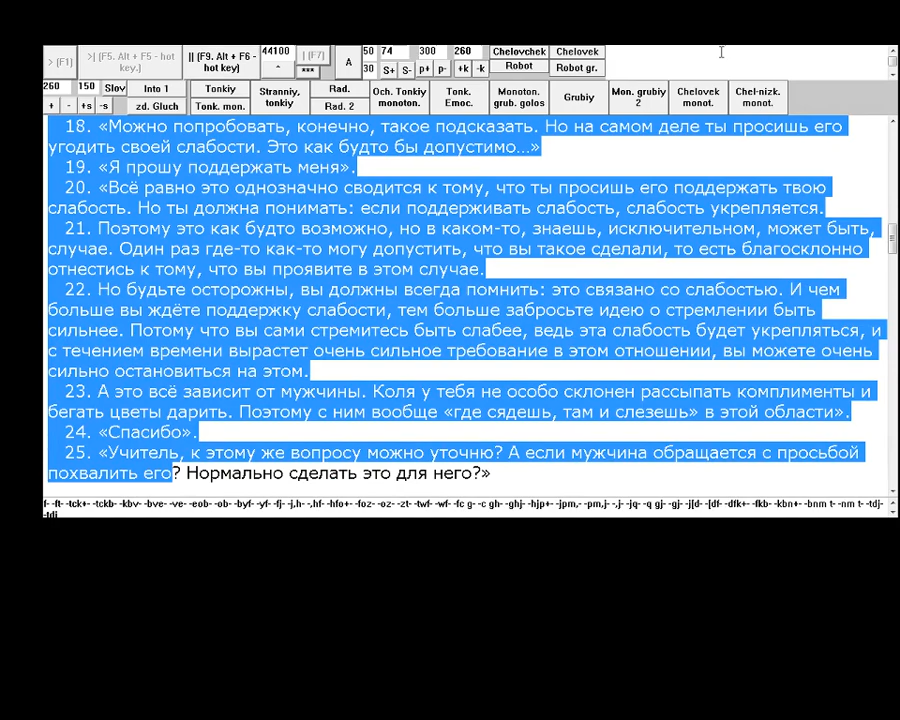 > (F1)
>| (F5. Alt + F5 - hot key.)
|| (F9. Alt + F6 - hot key)
44100
^
| (F7)
***
A
50 74 300 260
30 S+ S- p+ p- +k -k
Chelovchek Chelovek
Robot Robot gr.
260 150 Slov
+ - +s -s
Into 1
zd. Gluch
Tonkiy
Tonk. mon.
Stranniy, tonkiy
Rad.
Rad. 2
Och. Tonkiy monoton.
Tonk. Emoc.
Monoton. grub. golos
Grubiy
Mon. grubiy 2
Chelovek monot.
Chel-nizk. monot.
18. «Можно попробовать, конечно, такое подсказать. Но на самом деле ты просишь его
угодить своей слабости. Это как будто бы допустимо...»
19. «Я прошу поддержать меня».
20. «Всё равно это однозначно сводится к тому, что ты просишь его поддержать твою
слабость. Но ты должна понимать: если поддерживать слабость, слабость укрепляется.
21. Поэтому это как будто возможно, но в каком-то, знаешь, исключительном, может быть,
случае. Один раз где-то как-то могу допустить, что вы такое сделали, то есть благосклонно
отнестись к тому, что вы проявите в этом случае.
22. Но будьте осторожны, вы должны всегда помнить: это связано со слабостью. И чем
больше вы ждёте поддержку слабости, тем больше забросьте идею о стремлении быть
сильнее. Потому что вы сами стремитесь быть слабее, ведь эта слабость будет укрепляться, и
с течением времени вырастет очень сильное требование в этом отношении, вы можете очень
сильно остановиться на этом.
23. А это всё зависит от мужчины. Коля у тебя не особо склонен рассыпать комплименты и
бегать цветы дарить. Поэтому с ним вообще «где сядешь, там и слезешь» в этой области».
24. «Спасибо».
25. «Учитель, к этому же вопросу можно уточню? А если мужчина обращается с просьбой
похвалить его? Нормально сделать это для него?»